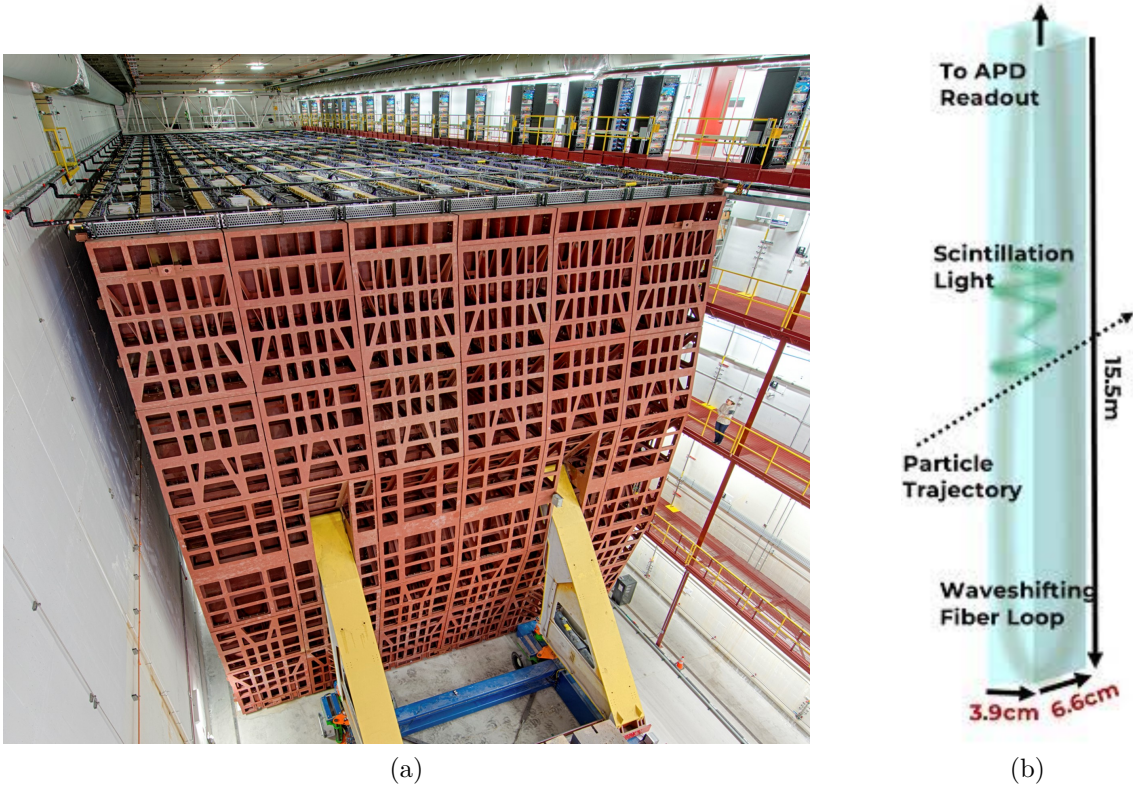 To APD
Readout
Scintillation
Light
15.5m
Particle
Trajectory
Waveshifting
Fiber Loop
3.9cm
6.6cm
(a)
(b)